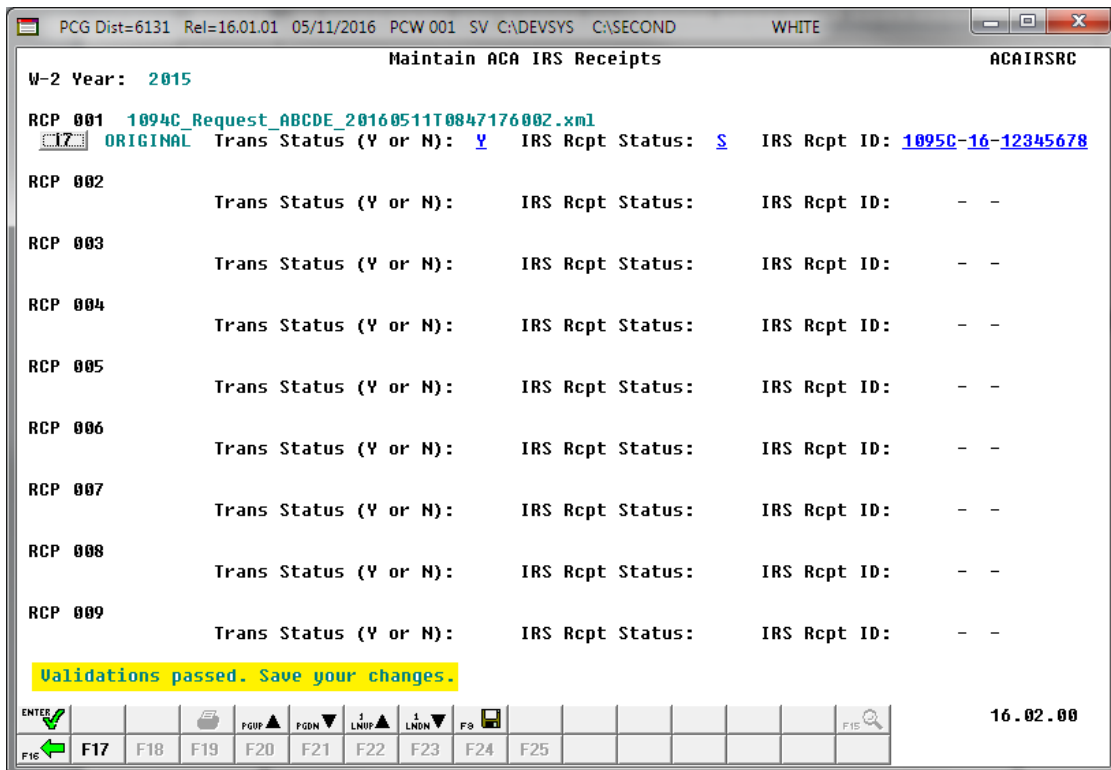 PCG Dist=6131 Rel=16.01.01 05/11/2016 PCW 001 SV C:\DEVSYS C:\SECOND WHITE
Maintain ACA IRS Receipts ACAIRSRC
W-2 Year: 2015
RCP 001 1094C_Request_ABCDE_20160511T084717600Z.xml
17 ORIGINAL Trans Status (Y or N): Y IRS Rcpt Status: S IRS Rcpt ID: 1095C-16-12345678
RCP 002
Trans Status (Y or N): IRS Rcpt Status: IRS Rcpt ID: - -
RCP 003
Trans Status (Y or N): IRS Rcpt Status: IRS Rcpt ID: - -
RCP 004
Trans Status (Y or N): IRS Rcpt Status: IRS Rcpt ID: - -
RCP 005
Trans Status (Y or N): IRS Rcpt Status: IRS Rcpt ID: - -
RCP 006
Trans Status (Y or N): IRS Rcpt Status: IRS Rcpt ID: - -
RCP 007
Trans Status (Y or N): IRS Rcpt Status: IRS Rcpt ID: - -
RCP 008
Trans Status (Y or N): IRS Rcpt Status: IRS Rcpt ID: - -
RCP 009
Trans Status (Y or N): IRS Rcpt Status: IRS Rcpt ID: - -
Validations passed. Save your changes.
ENTER PGUP PGDN 1 LNUP 1 LNDN F9 F15 16.02.00
F16 F17 F18 F19 F20 F21 F22 F23 F24 F25